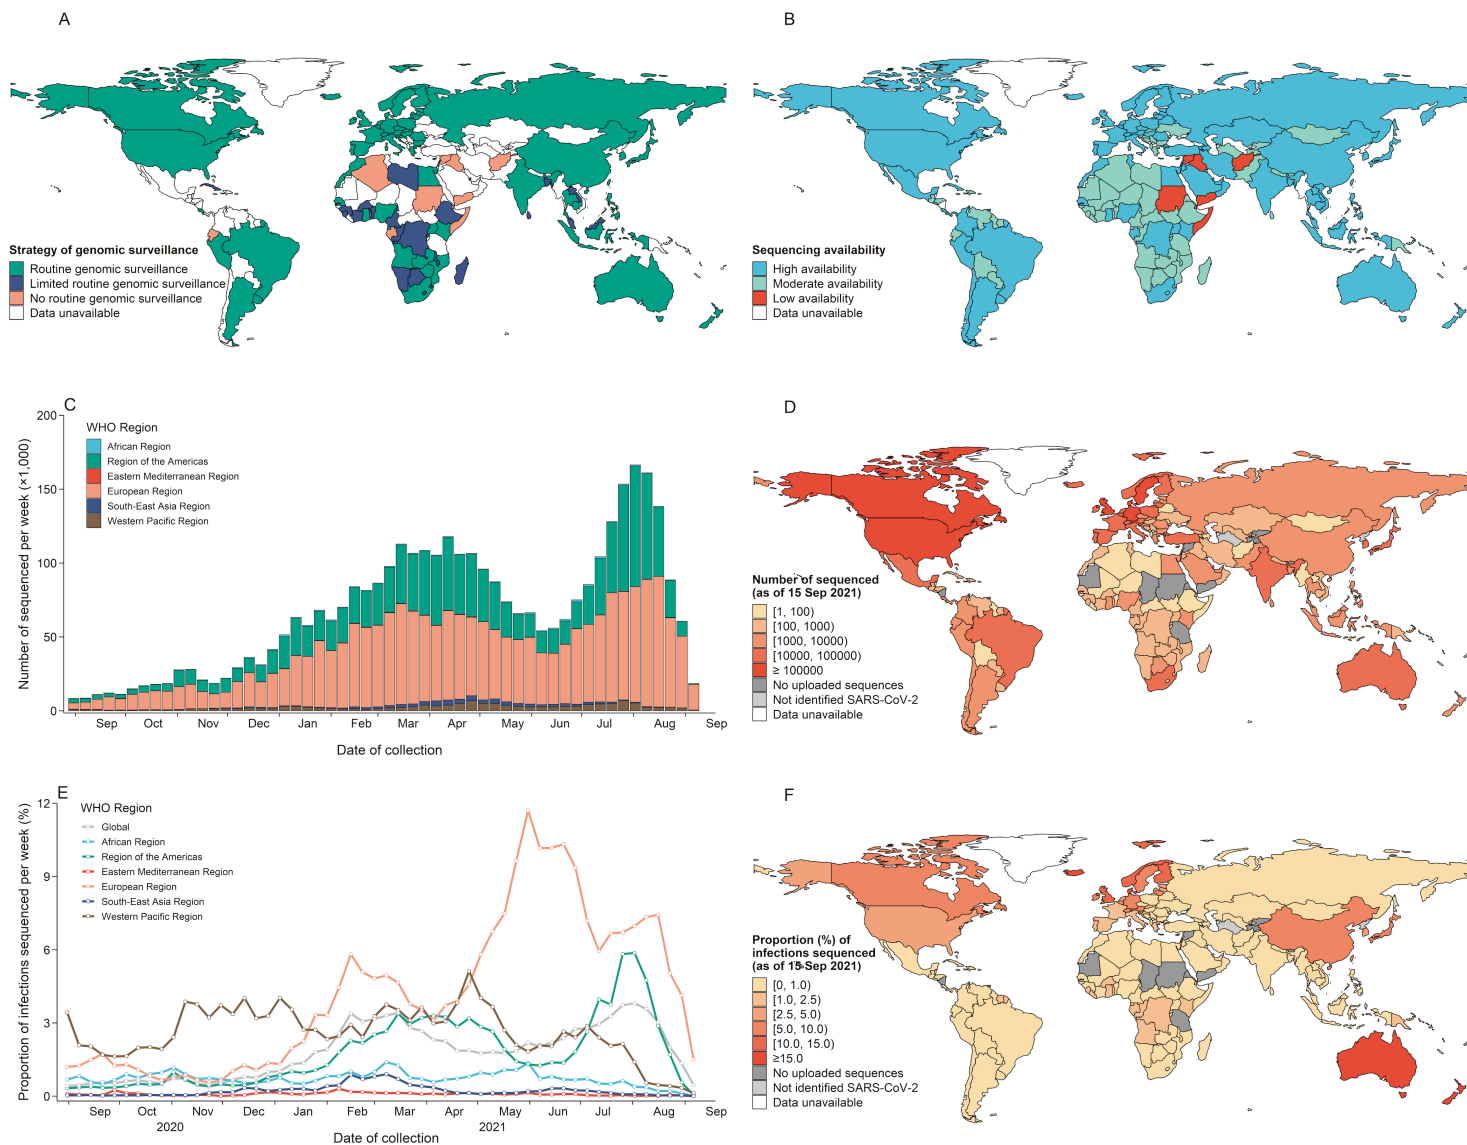 A
Strategy of genomic surveillance
Routine genomic surveillance
Limited routine genomic surveillance
No routine genomic surveillance
Data unavailable
B
Sequencing availability
High availability
Moderate availability
Low availability
Data unavailable
C
Number of sequenced per week (×1,000)
200
150
100
50
0
WHO Region
African Region
Region of the Americas
Eastern Mediterranean Region
European Region
South-East Asia Region
Western Pacific Region
Sep Oct Nov Dec Jan Feb Mar Apr May Jun Jul Aug Sep
Date of collection
D
Number of sequenced
(as of 15 Sep 2021)
[1, 100)
[100, 1000)
[1000, 10000)
[10000, 100000)
≥ 100000
No uploaded sequences
Not identified SARS-CoV-2
Data unavailable
E
Proportion of infections sequenced per week (%)
12
9
6
3
0
WHO Region
Global
African Region
Region of the Americas
Eastern Mediterranean Region
European Region
South-East Asia Region
Western Pacific Region
Sep Oct Nov Dec Jan Feb Mar Apr May Jun Jul Aug Sep
2020 2021
Date of collection
F
Proportion (%) of
infections sequenced
(as of 15 Sep 2021)
[0, 1.0)
[1.0, 2.5)
[2.5, 5.0)
[5.0, 10.0)
[10.0, 15.0)
≥15.0
No uploaded sequences
Not identified SARS-CoV-2
Data unavailable